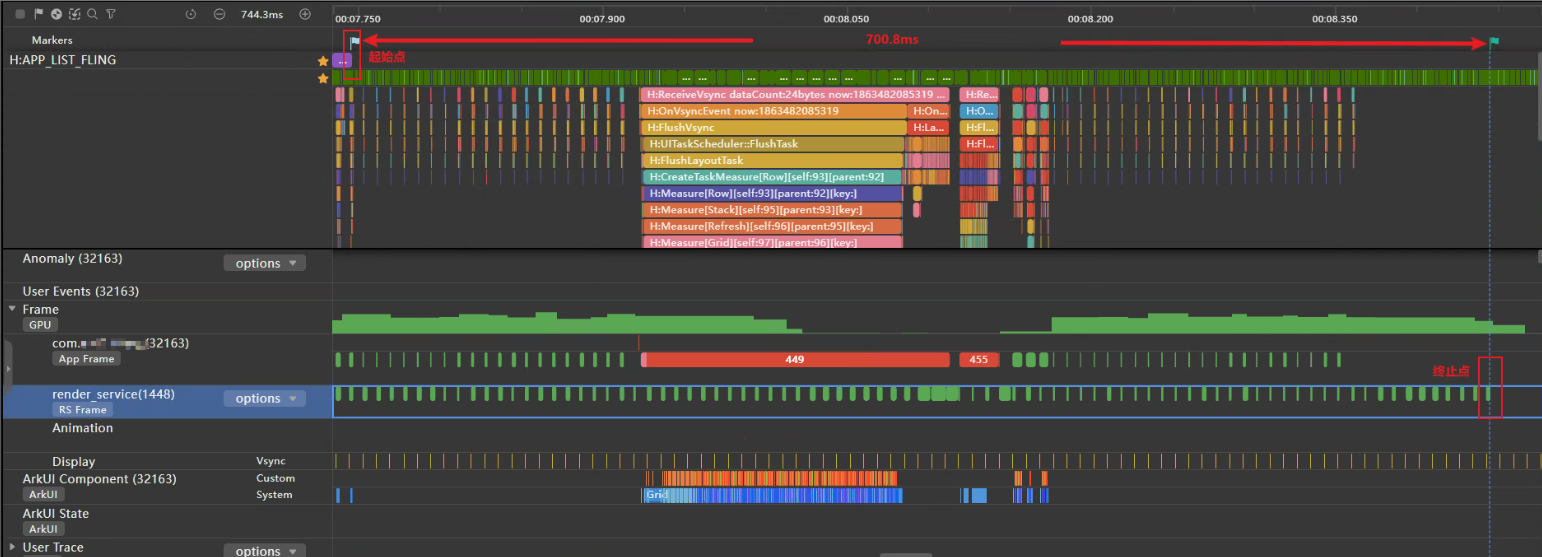 744.3ms
00:07.750
00:07.900
00:08.050
00:08.200
00:08.350
Markers
700.8ms
H:APP_LIST_FLING
...
起始点
... ... ... ... ... ... ... ... ... ... ...
H:ReceiveVsync dataCount:24bytes now:1863482085319 ...
H:Re...
H:OnVsyncEvent now:1863482085319
H:On...
H:O...
H:FlushVsync
H:La...
H:Fl...
H:UITaskScheduler::FlushTask
H:Fl...
H:FlushLayoutTask
H:CreateTaskMeasure[Row][self:93][parent:92]
H:Measure[Row][self:93][parent:92][key:]
H:Measure[Stack][self:95][parent:93][key:]
H:Measure[Refresh][self:96][parent:95][key:]
H:Measure[Grid][self:97][parent:96][key:]
Anomaly (32163)
options
User Events (32163)
Frame
GPU
com. (32163)
App Frame
449
455
终止点
render_service(1448)
options
RS Frame
Animation
Display
Vsync
ArkUI Component (32163)
Custom
ArkUI
System
Grid
ArkUI State
ArkUI
User Trace
options